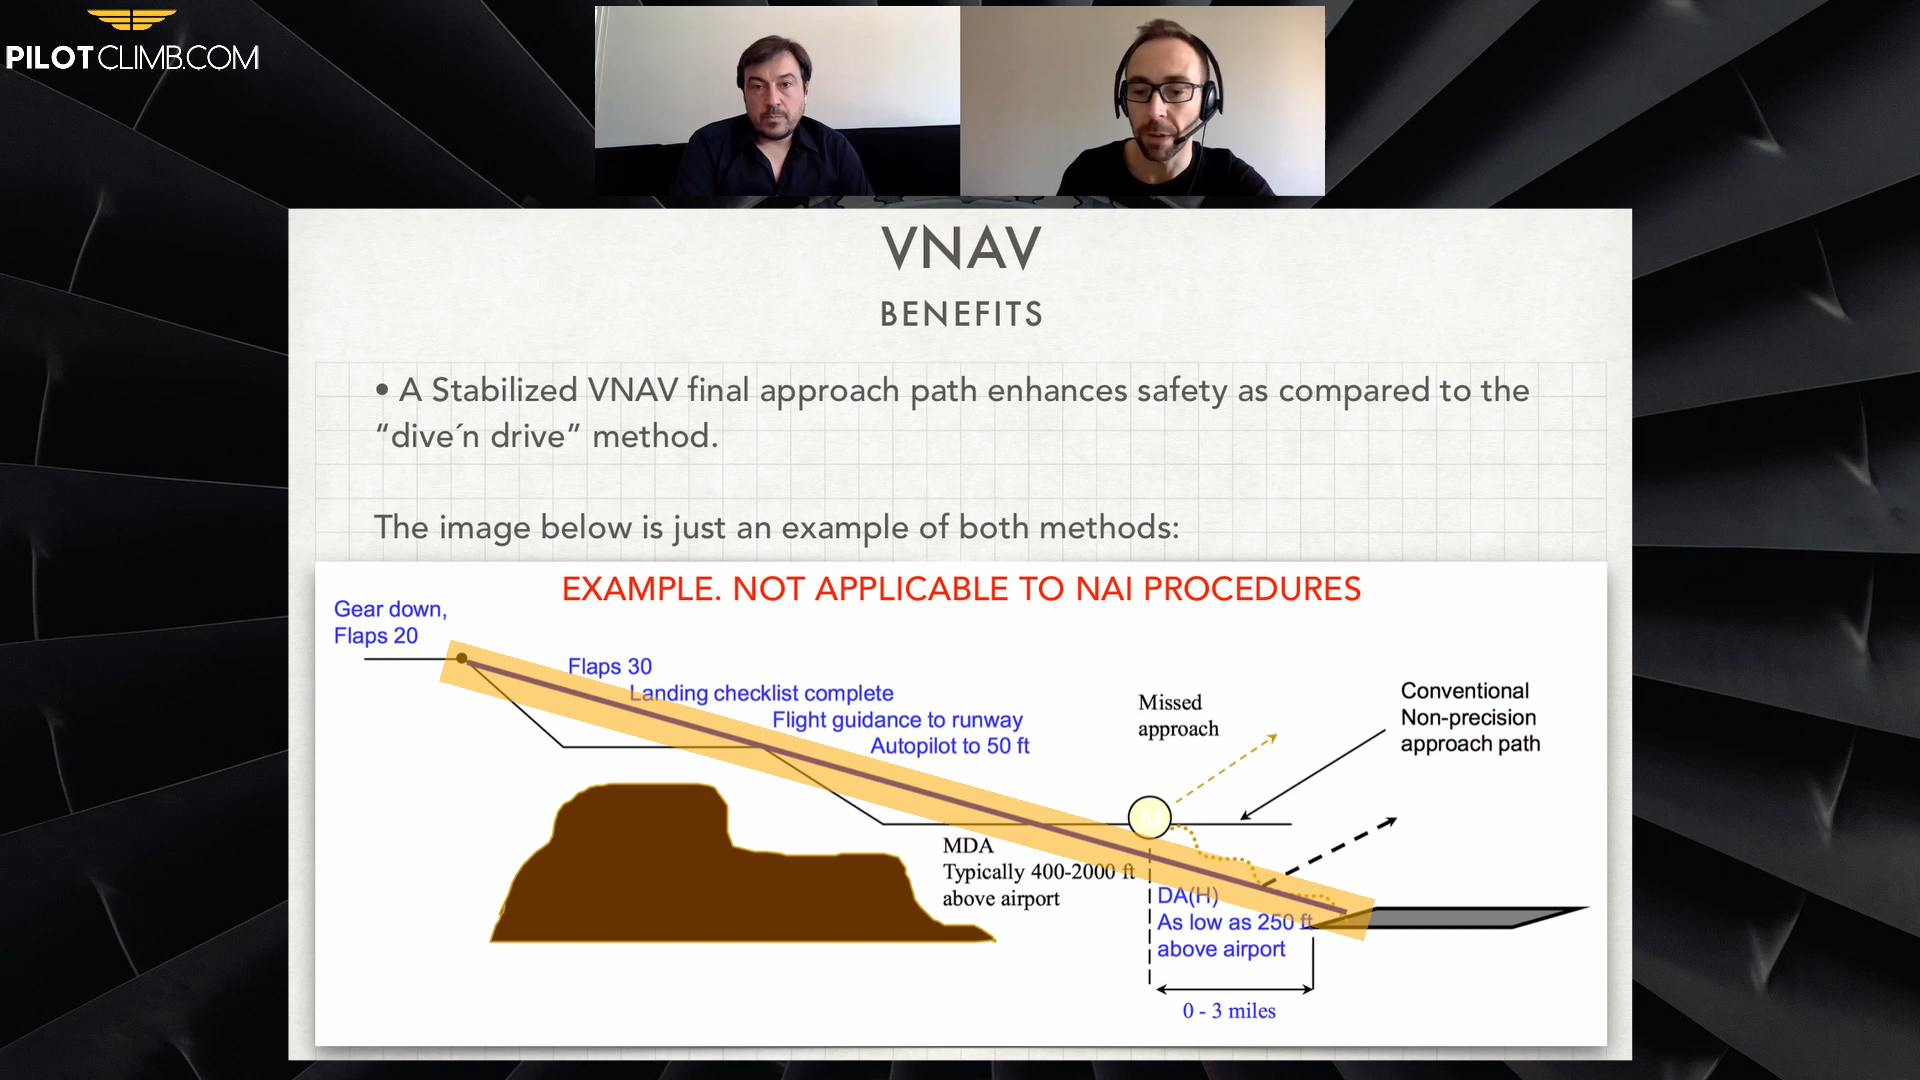 PILOTCLIMB.COM
VNAV
BENEFITS
• A Stabilized VNAV final approach path enhances safety as compared to the
“dive´n drive” method.
The image below is just an example of both methods:
EXAMPLE. NOT APPLICABLE TO NAI PROCEDURES
Gear down,
Flaps 20
Flaps 30
Landing checklist complete
Flight guidance to runway
Autopilot to 50 ft
Missed
approach
Conventional
Non-precision
approach path
M
MDA
Typically 400-2000 ft
above airport
DA(H)
As low as 250 ft
above airport
0 - 3 miles